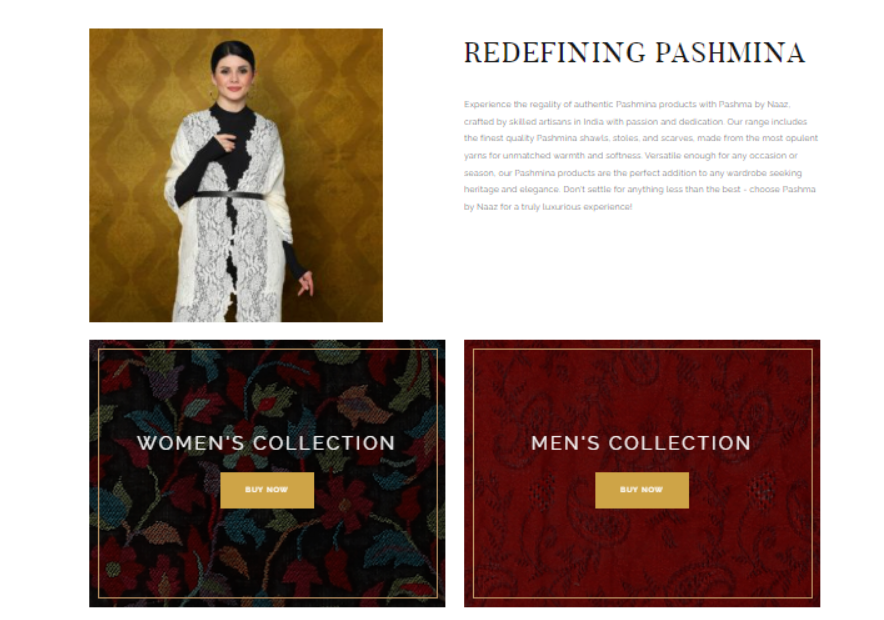 REDEFINING PASHMINA
Experience the regality of authentic Pashmina products with Pashma by Naaz,
crafted by skilled artisans in India with passion and dedication. Our range includes
the finest quality Pashmina shawls, stoles, and scarves, made from the most opulent
yarns for unmatched warmth and softness. Versatile enough for any occasion or
season, our Pashmina products are the perfect addition to any wardrobe seeking
heritage and elegance. Don't settle for anything less than the best - choose Pashma
by Naaz for a truly luxurious experience!
WOMEN'S COLLECTION
BUY NOW
MEN'S COLLECTION
BUY NOW